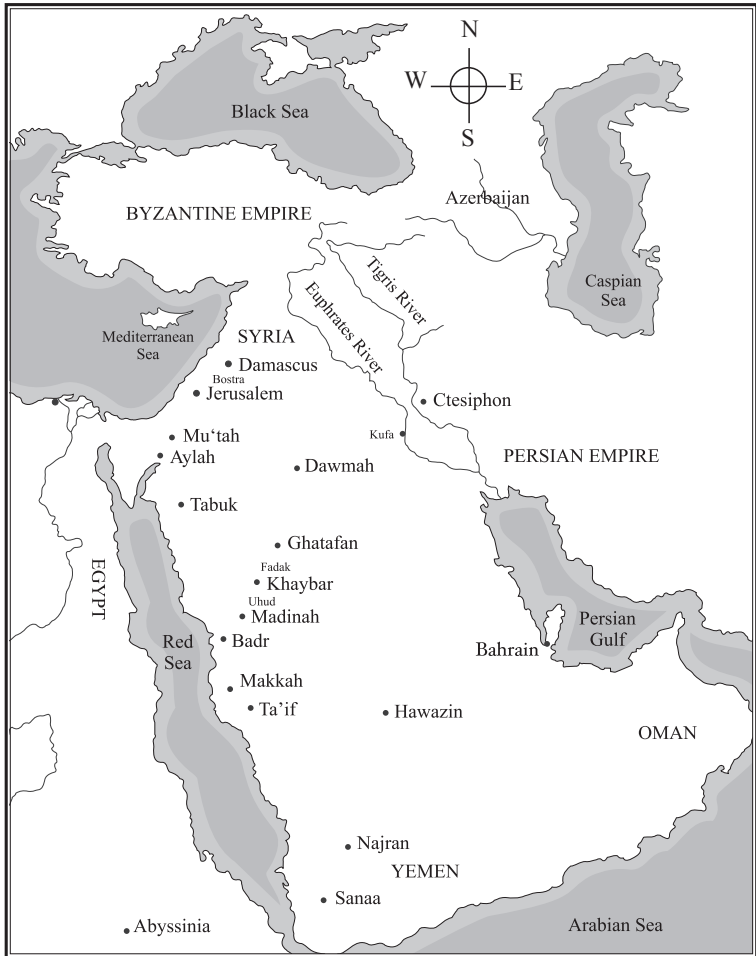 N
W
E
S
Black Sea
Azerbaijan
BYZANTINE EMPIRE
Caspian
Sea
Tigris River
Euphrates River
Mediterranean
Sea
SYRIA
Damascus
Bostra
Jerusalem
Ctesiphon
Kufa
Mu‘tah
Aylah
PERSIAN EMPIRE
Dawmah
Tabuk
Ghatafan
EGYPT
Fadak
Khaybar
Uhud
Madinah
Badr
Red
Sea
Persian
Gulf
Bahrain
Makkah
Ta’if
Hawazin
OMAN
Najran
YEMEN
Sanaa
Abyssinia
Arabian Sea